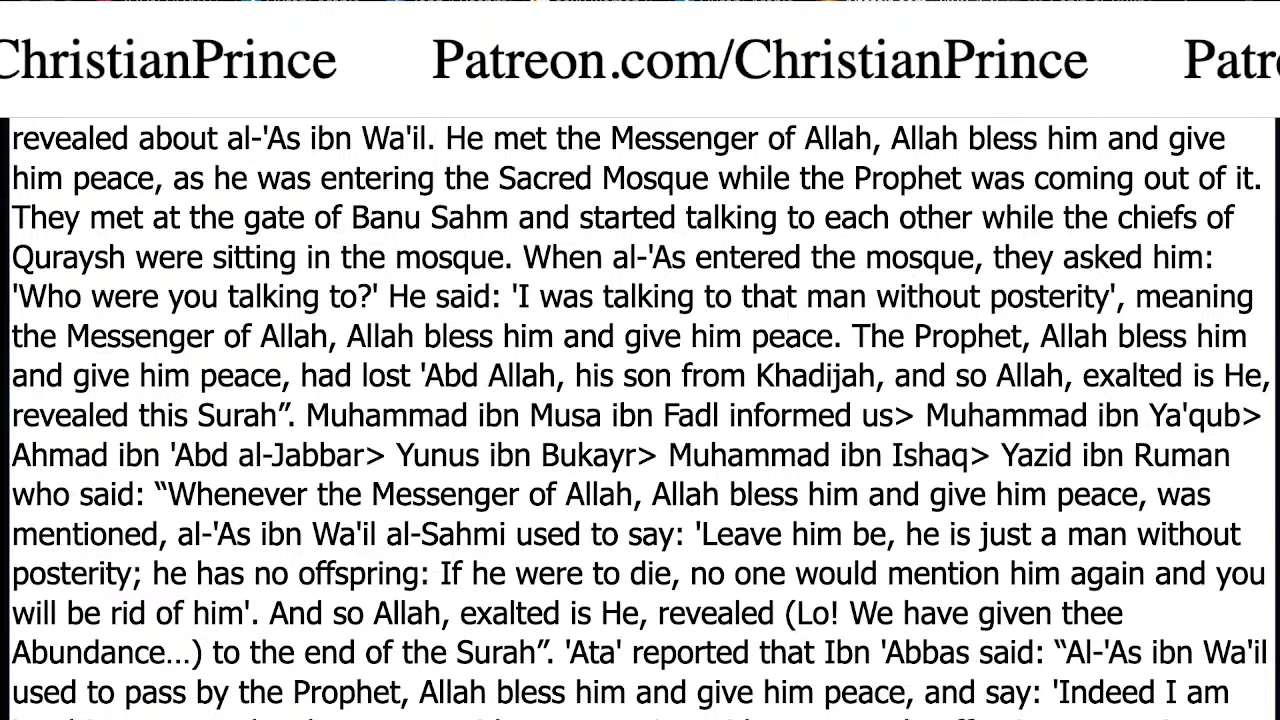 ChristianPrince Patreon.com/ChristianPrince Patr
revealed about al-'As ibn Wa'il. He met the Messenger of Allah, Allah bless him and give
him peace, as he was entering the Sacred Mosque while the Prophet was coming out of it.
They met at the gate of Banu Sahm and started talking to each other while the chiefs of
Quraysh were sitting in the mosque. When al-'As entered the mosque, they asked him:
'Who were you talking to?' He said: 'I was talking to that man without posterity', meaning
the Messenger of Allah, Allah bless him and give him peace. The Prophet, Allah bless him
and give him peace, had lost 'Abd Allah, his son from Khadijah, and so Allah, exalted is He,
revealed this Surah”. Muhammad ibn Musa ibn Fadl informed us> Muhammad ibn Ya'qub>
Ahmad ibn 'Abd al-Jabbar> Yunus ibn Bukayr> Muhammad ibn Ishaq> Yazid ibn Ruman
who said: “Whenever the Messenger of Allah, Allah bless him and give him peace, was
mentioned, al-'As ibn Wa'il al-Sahmi used to say: 'Leave him be, he is just a man without
posterity; he has no offspring: If he were to die, no one would mention him again and you
will be rid of him'. And so Allah, exalted is He, revealed (Lo! We have given thee
Abundance…) to the end of the Surah”. 'Ata' reported that Ibn 'Abbas said: “Al-'As ibn Wa'il
used to pass by the Prophet, Allah bless him and give him peace, and say: 'Indeed I am